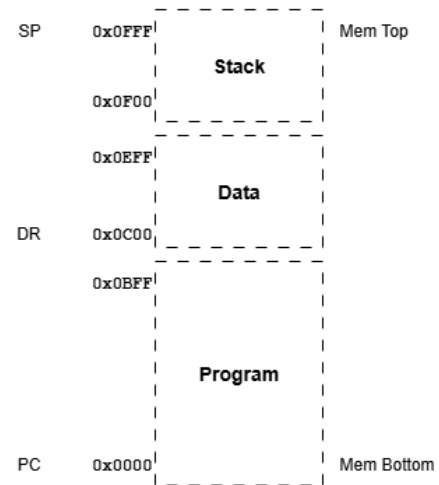 SP 0x0FFF Mem Top
Stack
0x0F00
0x0EFF
Data
DR 0x0C00
0x0BFF
Program
PC 0x0000 Mem Bottom